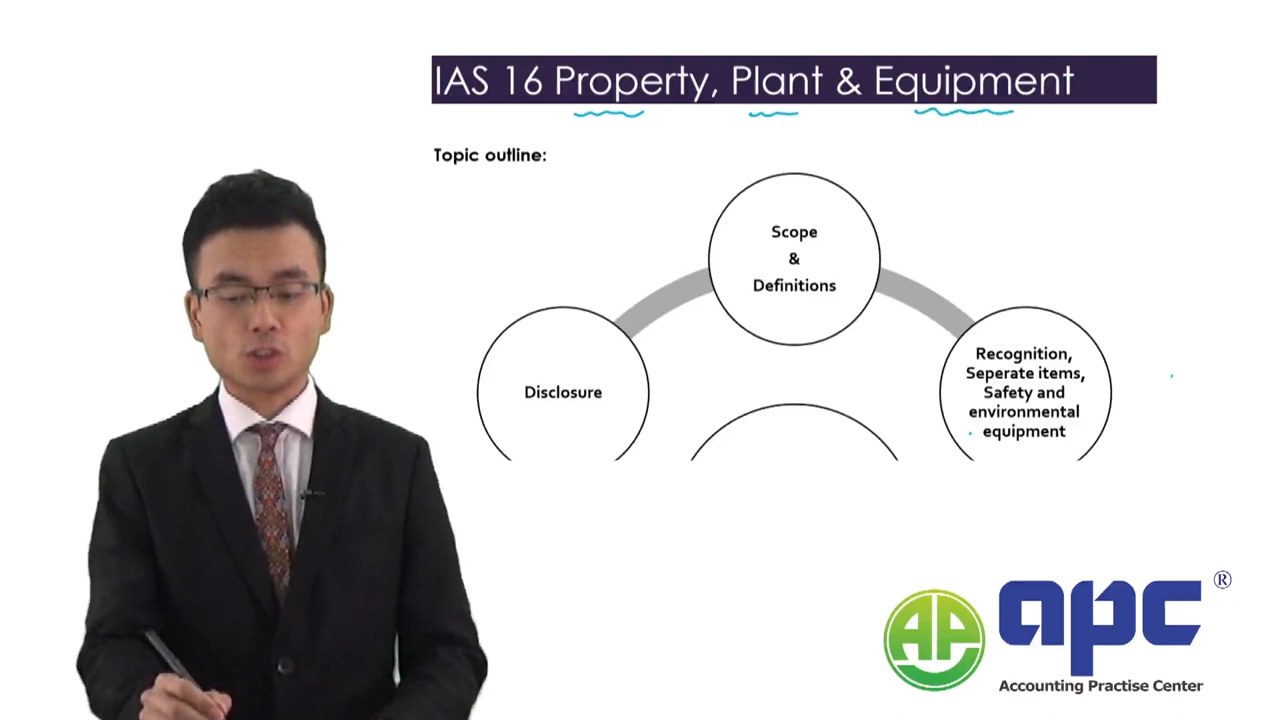 IAS 16 Property, Plant & Equipment
Topic outline:
Scope
&
Definitions
Disclosure
Recognition,
Seperate items,
Safety and
environmental
equipment
AP
apc®
Accounting Practise Center